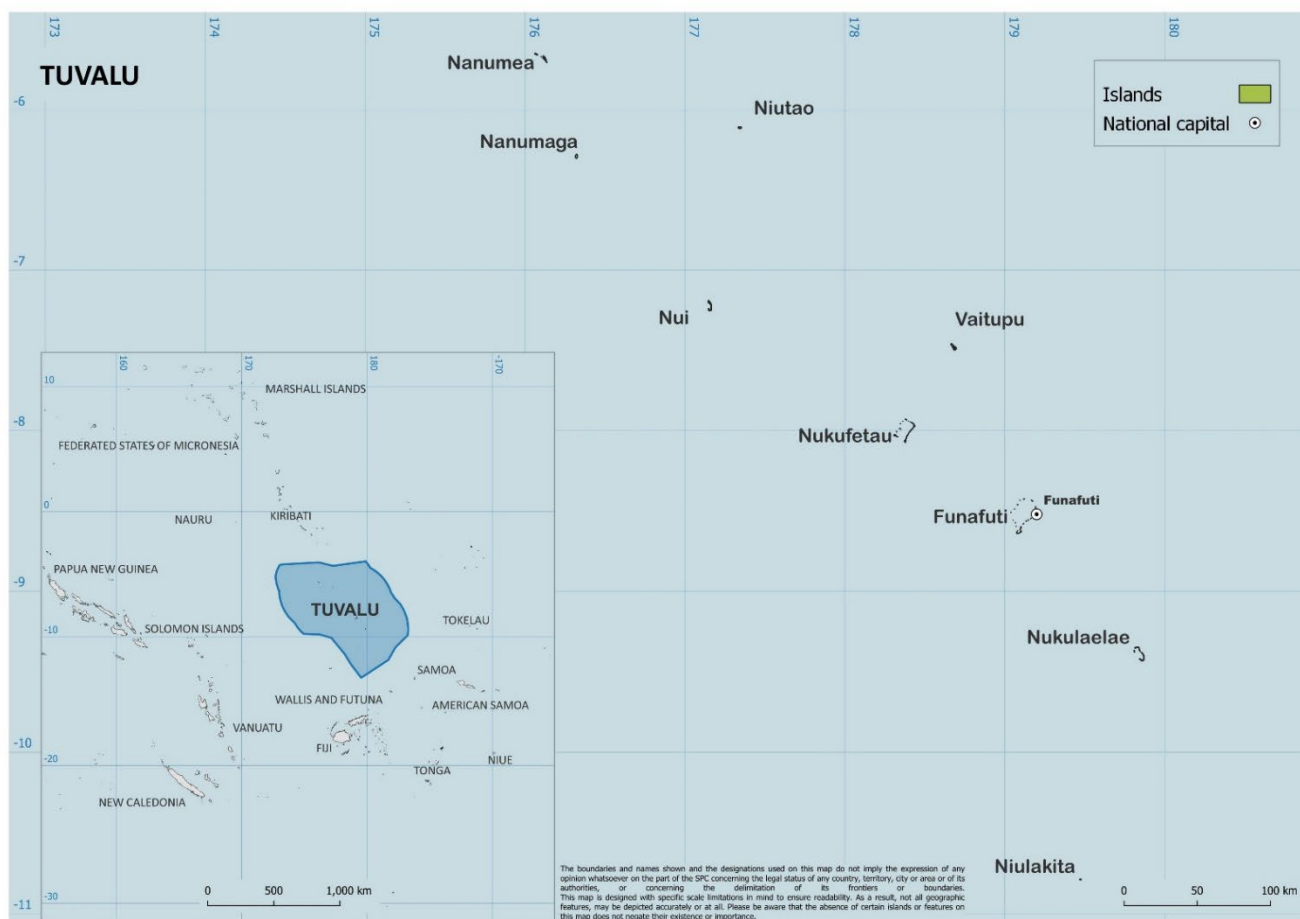 173 174 175 176 177 178 179 180
TUVALU
Nanumea
Islands
National capital
-6
Niutao
Nanumaga
-7
Nui
Vaitupu
-8
Nukufetau
Funafuti
Funafuti
-9
Nukulaelae
-10
Niulakita
-11
160 170 180 -170
10
MARSHALL ISLANDS
FEDERATED STATES OF MICRONESIA
0
NAURU
KIRIBATI
PAPUA NEW GUINEA
TUVALU
TOKELAU
SOLOMON ISLANDS
-10
SAMOA
WALLIS AND FUTUNA
AMERICAN SAMOA
VANUATU
FIJI
NIUE
-20
TONGA
NEW CALEDONIA
0 500 1,000 km
-30
The boundaries and names shown and the designations used on this map do not imply the expression of any
opinion whatsoever on the part of the SPC concerning the legal status of any country, territory, city or area or of its
authorities, or concerning the delimitation of its frontiers or boundaries.
This map is designed with specific scale limitations in mind to ensure readability. As a result, not all geographic
features, may be depicted accurately or at all. Please be aware that the absence of certain islands or features on
this map does not negate their existence or importance.
0 50 100 km